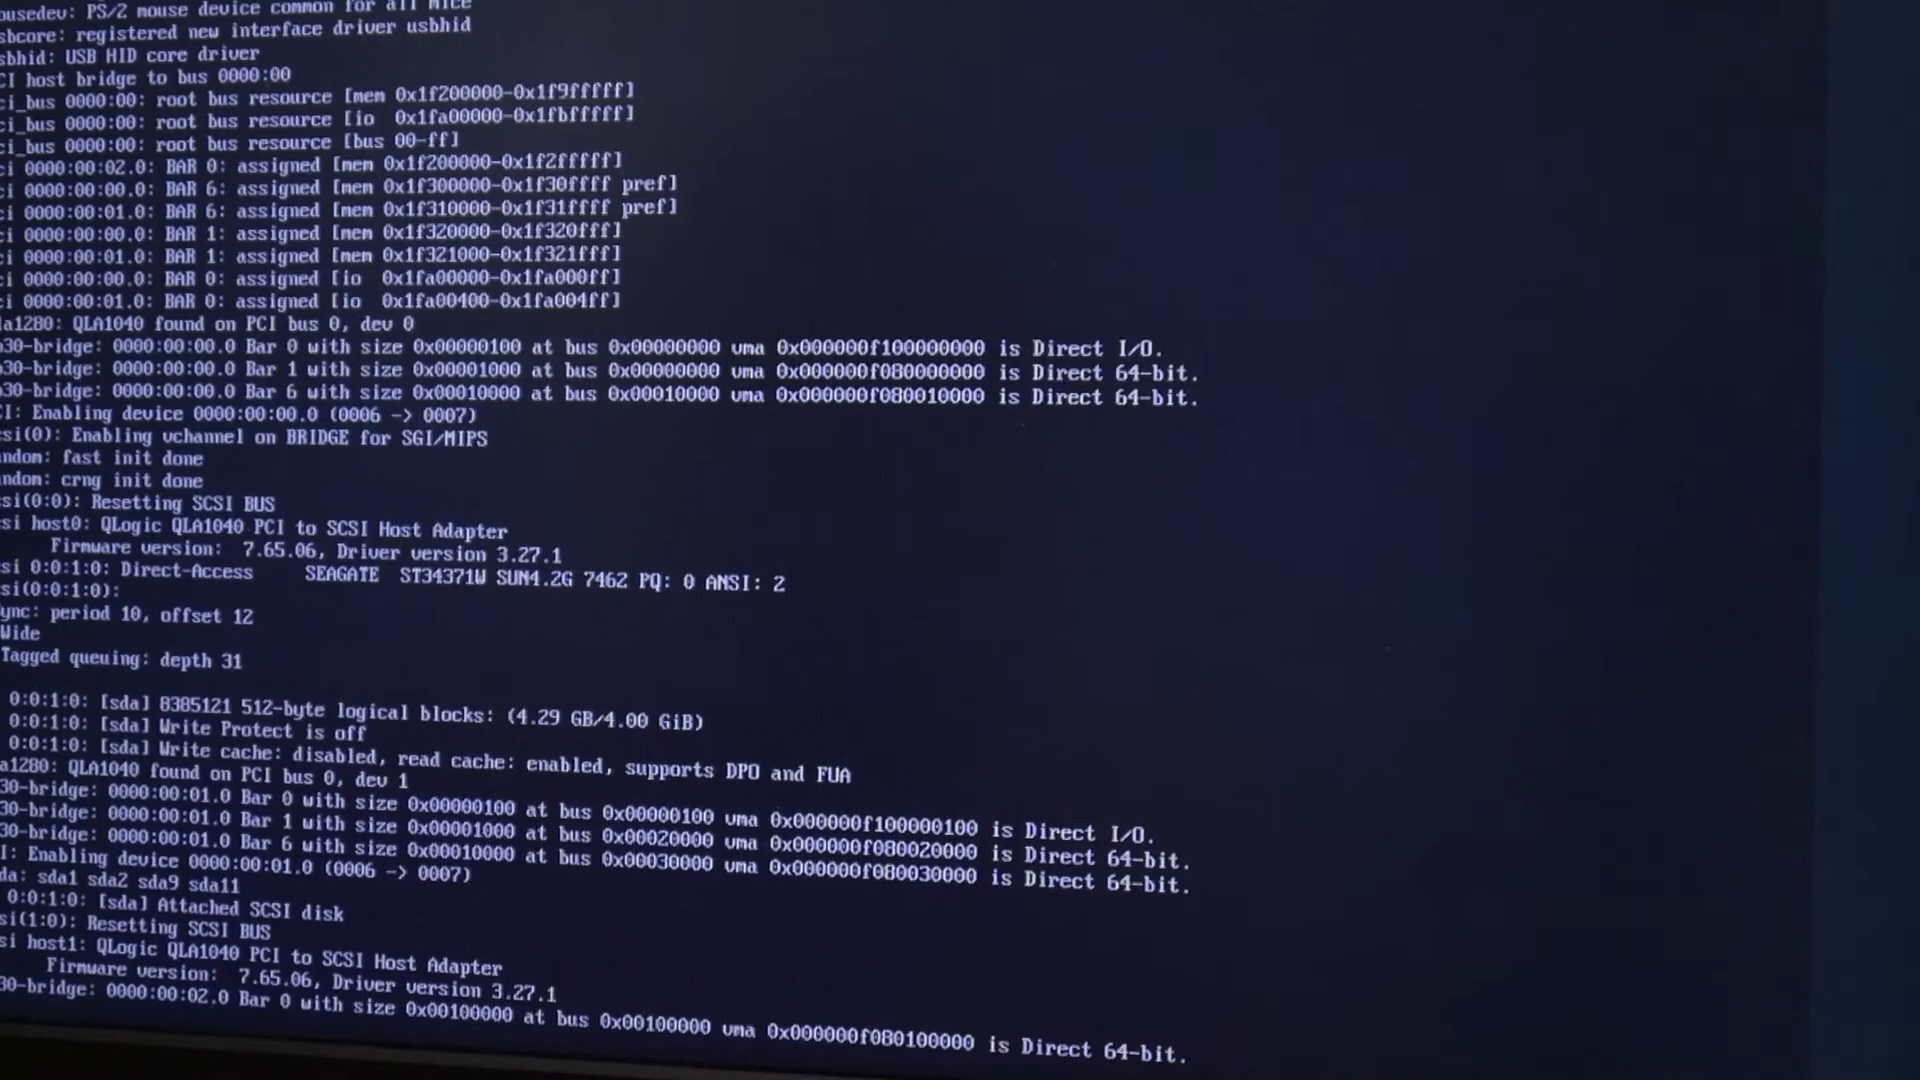 ousedev: PS/2 mouse device common for all mice
sbcore: registered new interface driver usbhid
sbhid: USB HID core driver
CI host bridge to bus 0000:00
ci_bus 0000:00: root bus resource [mem 0x1f200000-0x1f9fffff]
ci_bus 0000:00: root bus resource [io  0x1fa00000-0x1fbfffff]
ci_bus 0000:00: root bus resource [bus 00-ff]
ci 0000:00:02.0: BAR 0: assigned [mem 0x1f200000-0x1f2fffff]
ci 0000:00:00.0: BAR 6: assigned [mem 0x1f300000-0x1f30ffff pref]
ci 0000:00:01.0: BAR 6: assigned [mem 0x1f310000-0x1f31ffff pref]
ci 0000:00:00.0: BAR 1: assigned [mem 0x1f320000-0x1f320fff]
ci 0000:00:01.0: BAR 1: assigned [mem 0x1f321000-0x1f321fff]
ci 0000:00:00.0: BAR 0: assigned [io  0x1fa00000-0x1fa000ff]
ci 0000:00:01.0: BAR 0: assigned [io  0x1fa00400-0x1fa004ff]
la1280: QLA1040 found on PCI bus 0, dev 0
p30-bridge: 0000:00:00.0 Bar 0 with size 0x00000100 at bus 0x00000000 vma 0x000000f100000000 is Direct I/O.
p30-bridge: 0000:00:00.0 Bar 1 with size 0x00001000 at bus 0x00000000 vma 0x000000f080000000 is Direct 64-bit.
p30-bridge: 0000:00:00.0 Bar 6 with size 0x00010000 at bus 0x00010000 vma 0x000000f080010000 is Direct 64-bit.
CI: Enabling device 0000:00:00.0 (0006 -> 0007)
csi(0): Enabling vchannel on BRIDGE for SGI/MIPS
andom: fast init done
andom: crng init done
csi(0:0): Resetting SCSI BUS
csi host0: QLogic QLA1040 PCI to SCSI Host Adapter
Firmware version:  7.65.06, Driver version 3.27.1
csi 0:0:1:0: Direct-Access     SEAGATE  ST34371W SUN4.2G 7462 PQ: 0 ANSI: 2
csi(0:0:1:0):
ync: period 10, offset 12
Wide
Tagged queuing: depth 31
0:0:1:0: [sda] 8385121 512-byte logical blocks: (4.29 GB/4.00 GiB)
0:0:1:0: [sda] Write Protect is off
0:0:1:0: [sda] Write cache: disabled, read cache: enabled, supports DPO and FUA
a1280: QLA1040 found on PCI bus 0, dev 1
30-bridge: 0000:00:01.0 Bar 0 with size 0x00000100 at bus 0x00000100 vma 0x000000f100000100 is Direct I/O.
30-bridge: 0000:00:01.0 Bar 1 with size 0x00001000 at bus 0x00020000 vma 0x000000f080020000 is Direct 64-bit.
30-bridge: 0000:00:01.0 Bar 6 with size 0x00010000 at bus 0x00030000 vma 0x000000f080030000 is Direct 64-bit.
I: Enabling device 0000:00:01.0 (0006 -> 0007)
da: sda1 sda2 sda9 sda11
0:0:1:0: [sda] Attached SCSI disk
si(1:0): Resetting SCSI BUS
si host1: QLogic QLA1040 PCI to SCSI Host Adapter
Firmware version:  7.65.06, Driver version 3.27.1
30-bridge: 0000:00:02.0 Bar 0 with size 0x00100000 at bus 0x00100000 vma 0x000000f080100000 is Direct 64-bit.